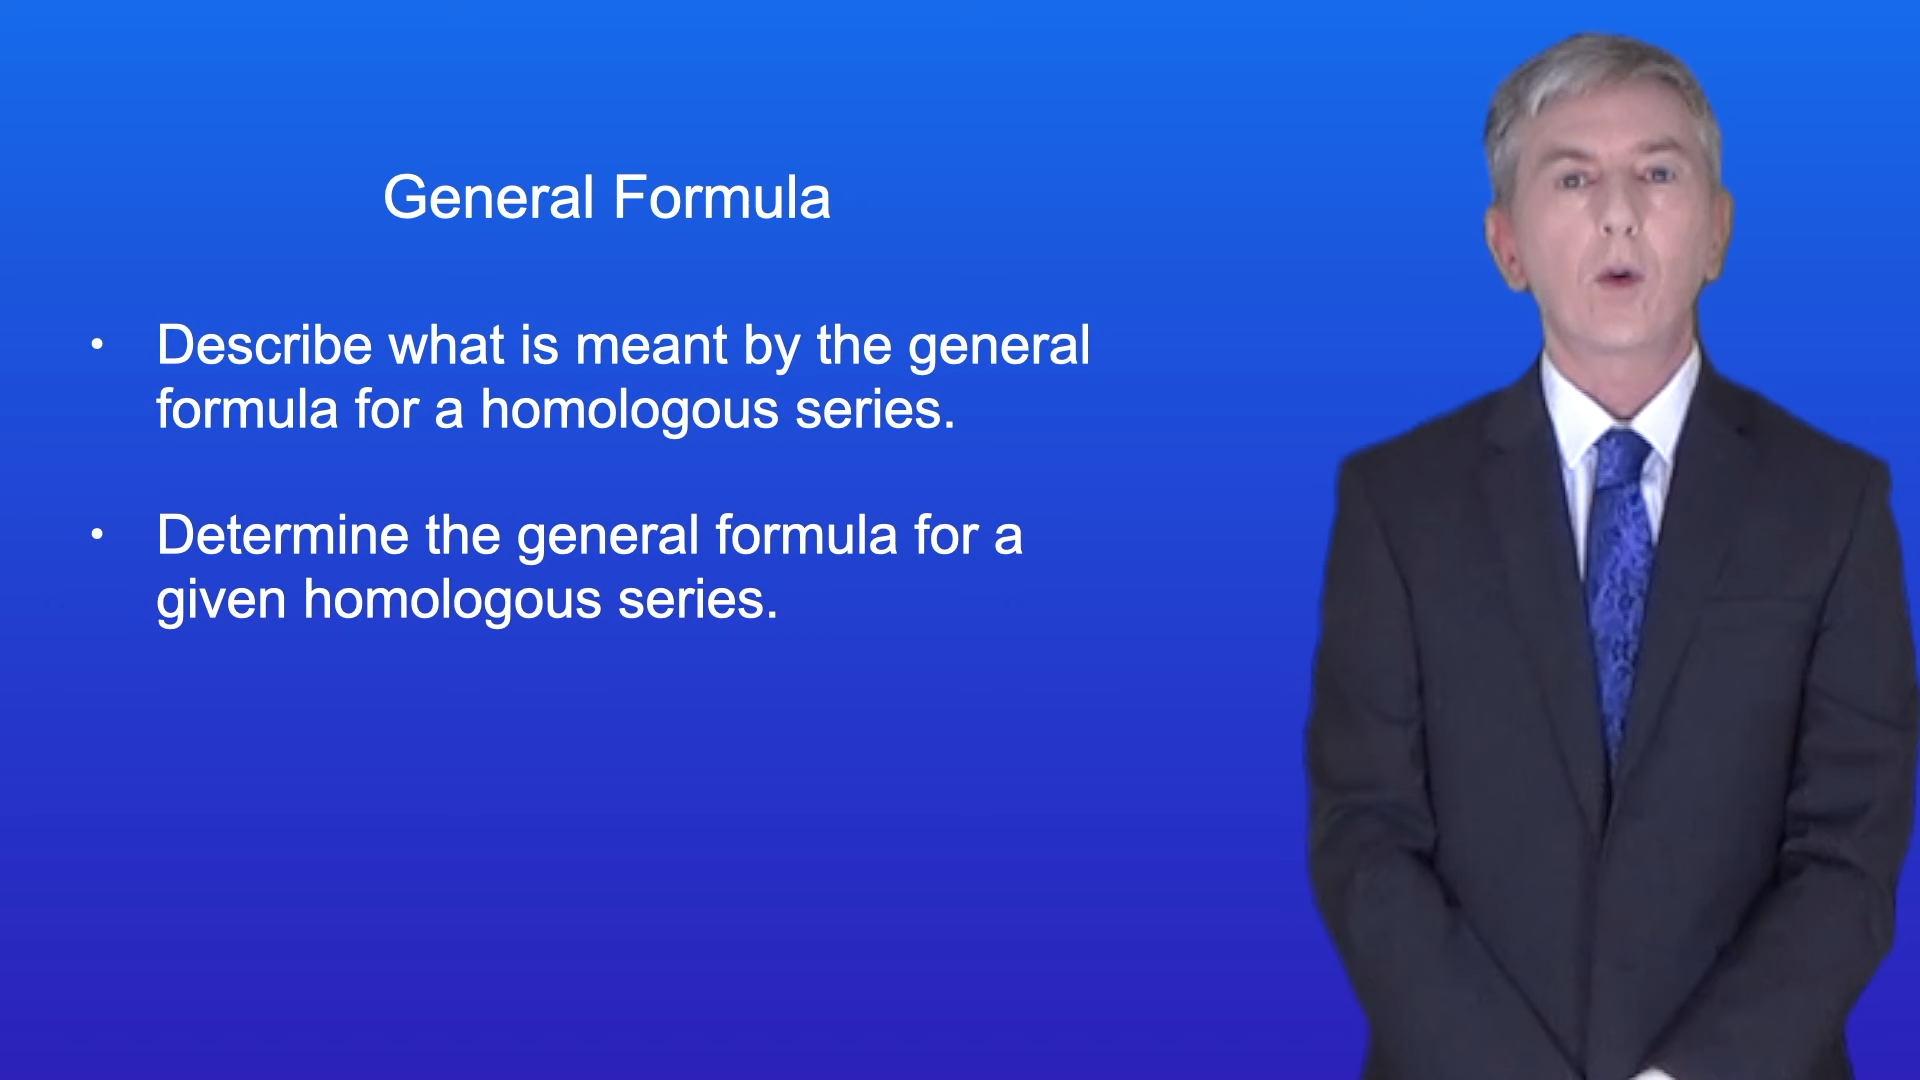 General Formula
• Describe what is meant by the general
formula for a homologous series.
• Determine the general formula for a
given homologous series.